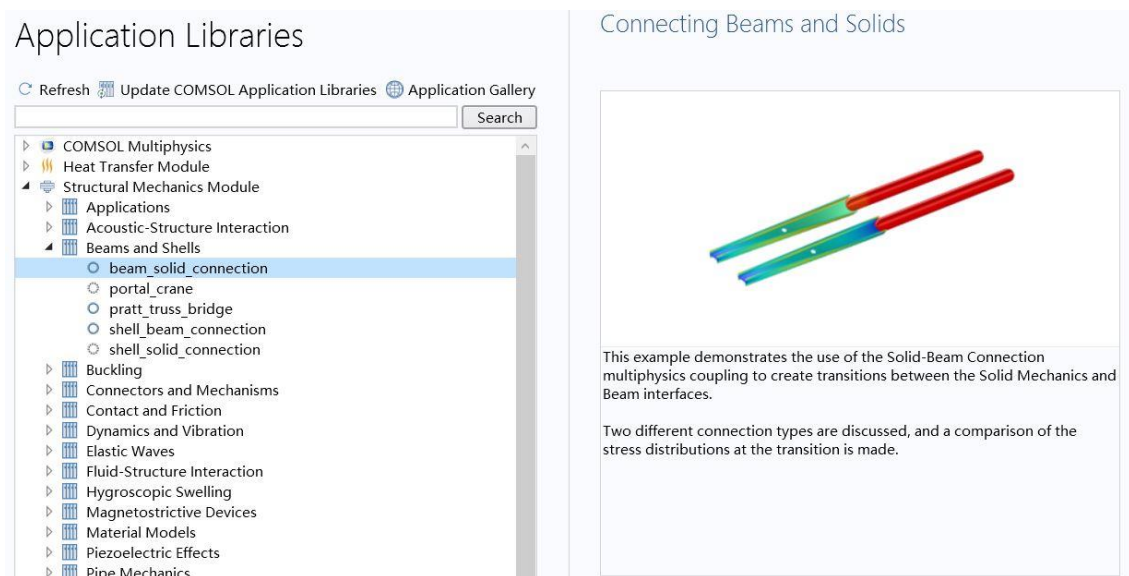 Application Libraries
Refresh Update COMSOL Application Libraries Application Gallery
Search
COMSOL Multiphysics
Heat Transfer Module
Structural Mechanics Module
Applications
Acoustic-Structure Interaction
Beams and Shells
beam_solid_connection
portal_crane
pratt_truss_bridge
shell_beam_connection
shell_solid_connection
Buckling
Connectors and Mechanisms
Contact and Friction
Dynamics and Vibration
Elastic Waves
Fluid-Structure Interaction
Hygroscopic Swelling
Magnetostrictive Devices
Material Models
Piezoelectric Effects
Pipe Mechanics
Connecting Beams and Solids
This example demonstrates the use of the Solid-Beam Connection
multiphysics coupling to create transitions between the Solid Mechanics and
Beam interfaces.
Two different connection types are discussed, and a comparison of the
stress distributions at the transition is made.